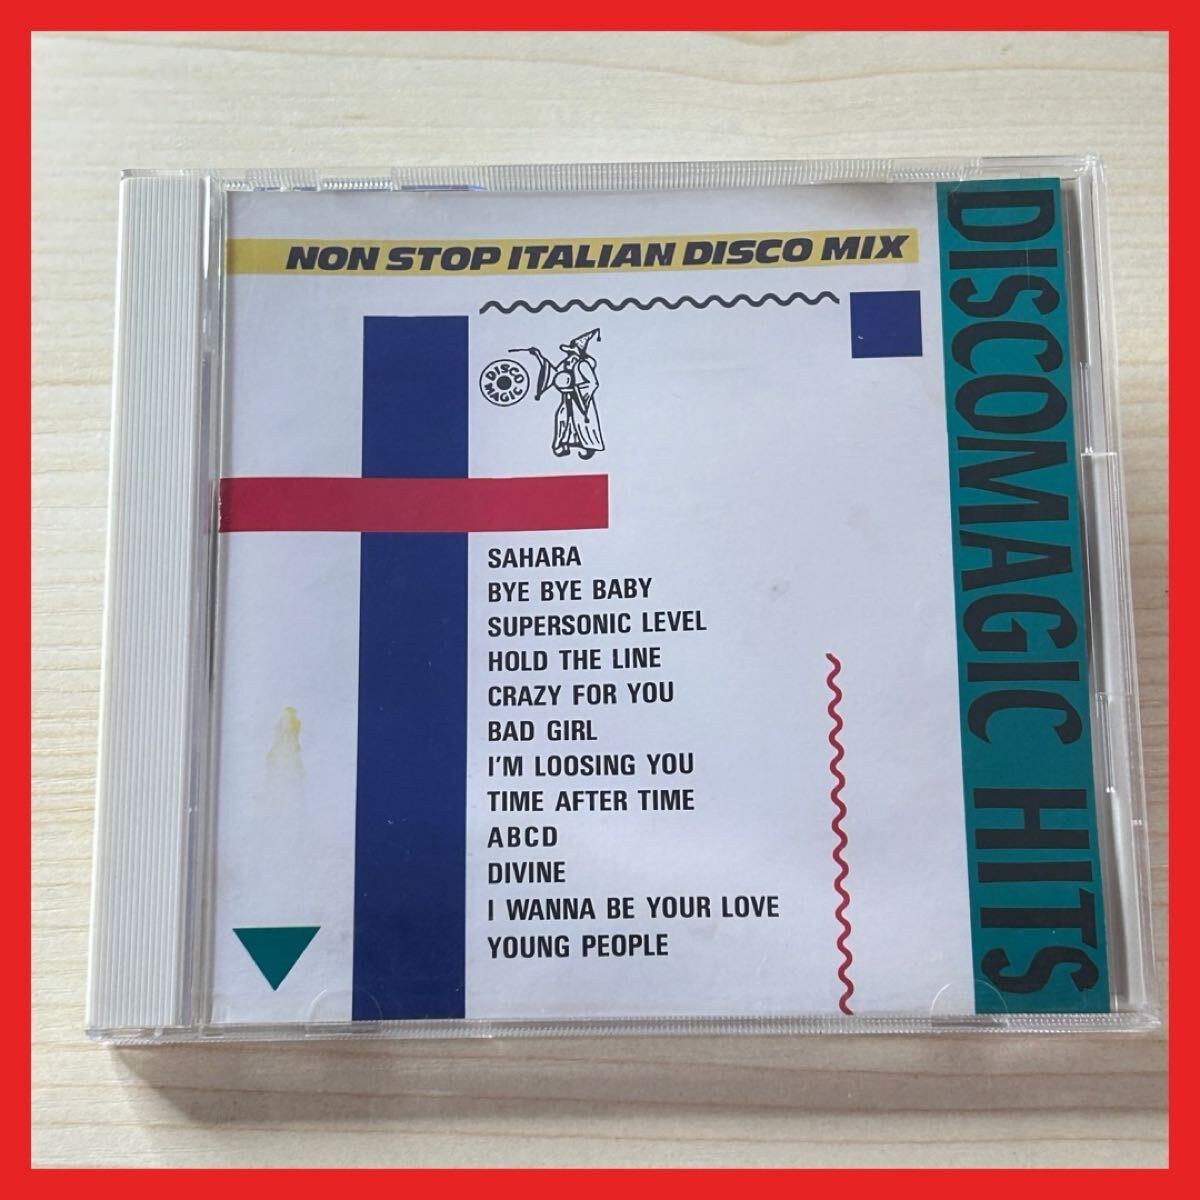 NON STOP ITALIAN DISCO MIX
DISCO MAGIC
SAHARA
BYE BYE BABY
SUPERSONIC LEVEL
HOLD THE LINE
CRAZY FOR YOU
BAD GIRL
I'M LOOSING YOU
TIME AFTER TIME
ABCD
DIVINE
I WANNA BE YOUR LOVE
YOUNG PEOPLE
DISCOMAGIC HITS